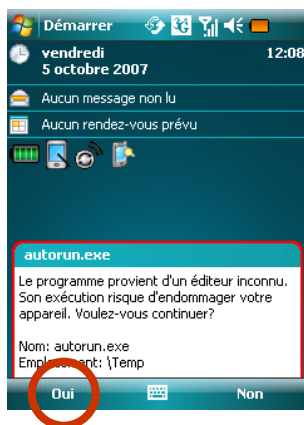 Démarrer 3G
vendredi 12:08
5 octobre 2007
Aucun message non lu
Aucun rendez-vous prévu
autorun.exe
Le programme provient d'un éditeur inconnu.
Son exécution risque d'endommager votre
appareil. Voulez-vous continuer?
Nom: autorun.exe
Emplacement: \Temp
Oui Non